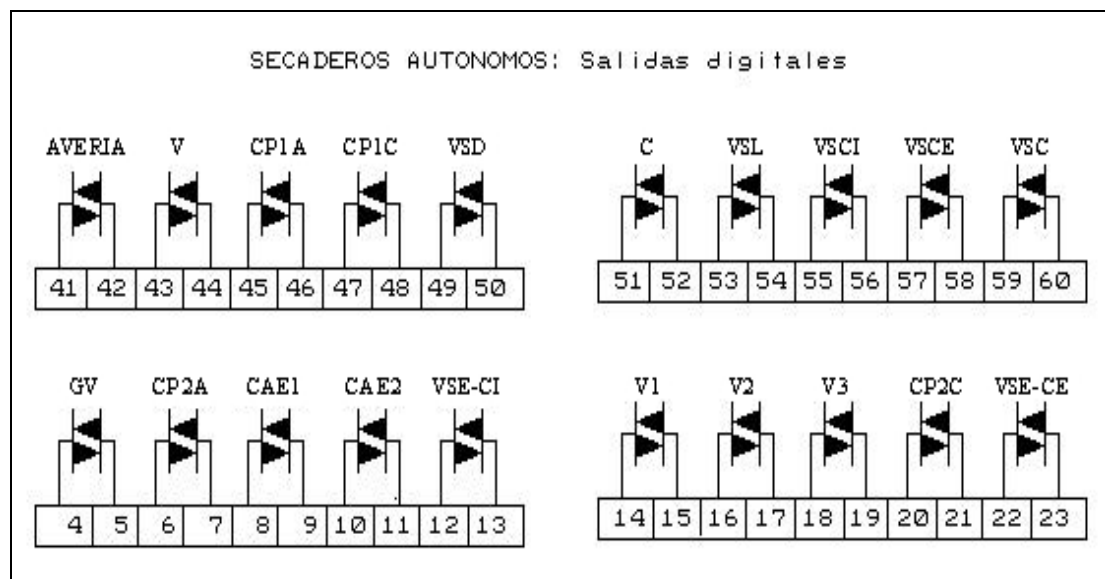 SECADEROS AUTONOMOS: Salidas digitales
AVERIA V CP1A CP1C VSD
41 42 43 44 45 46 47 48 49 50
C VSL VSCI VSCE VSC
51 52 53 54 55 56 57 58 59 60
GV CP2A CAE1 CAE2 VSE-CI
4 5 6 7 8 9 10 11 12 13
V1 V2 V3 CP2C VSE-CE
14 15 16 17 18 19 20 21 22 23